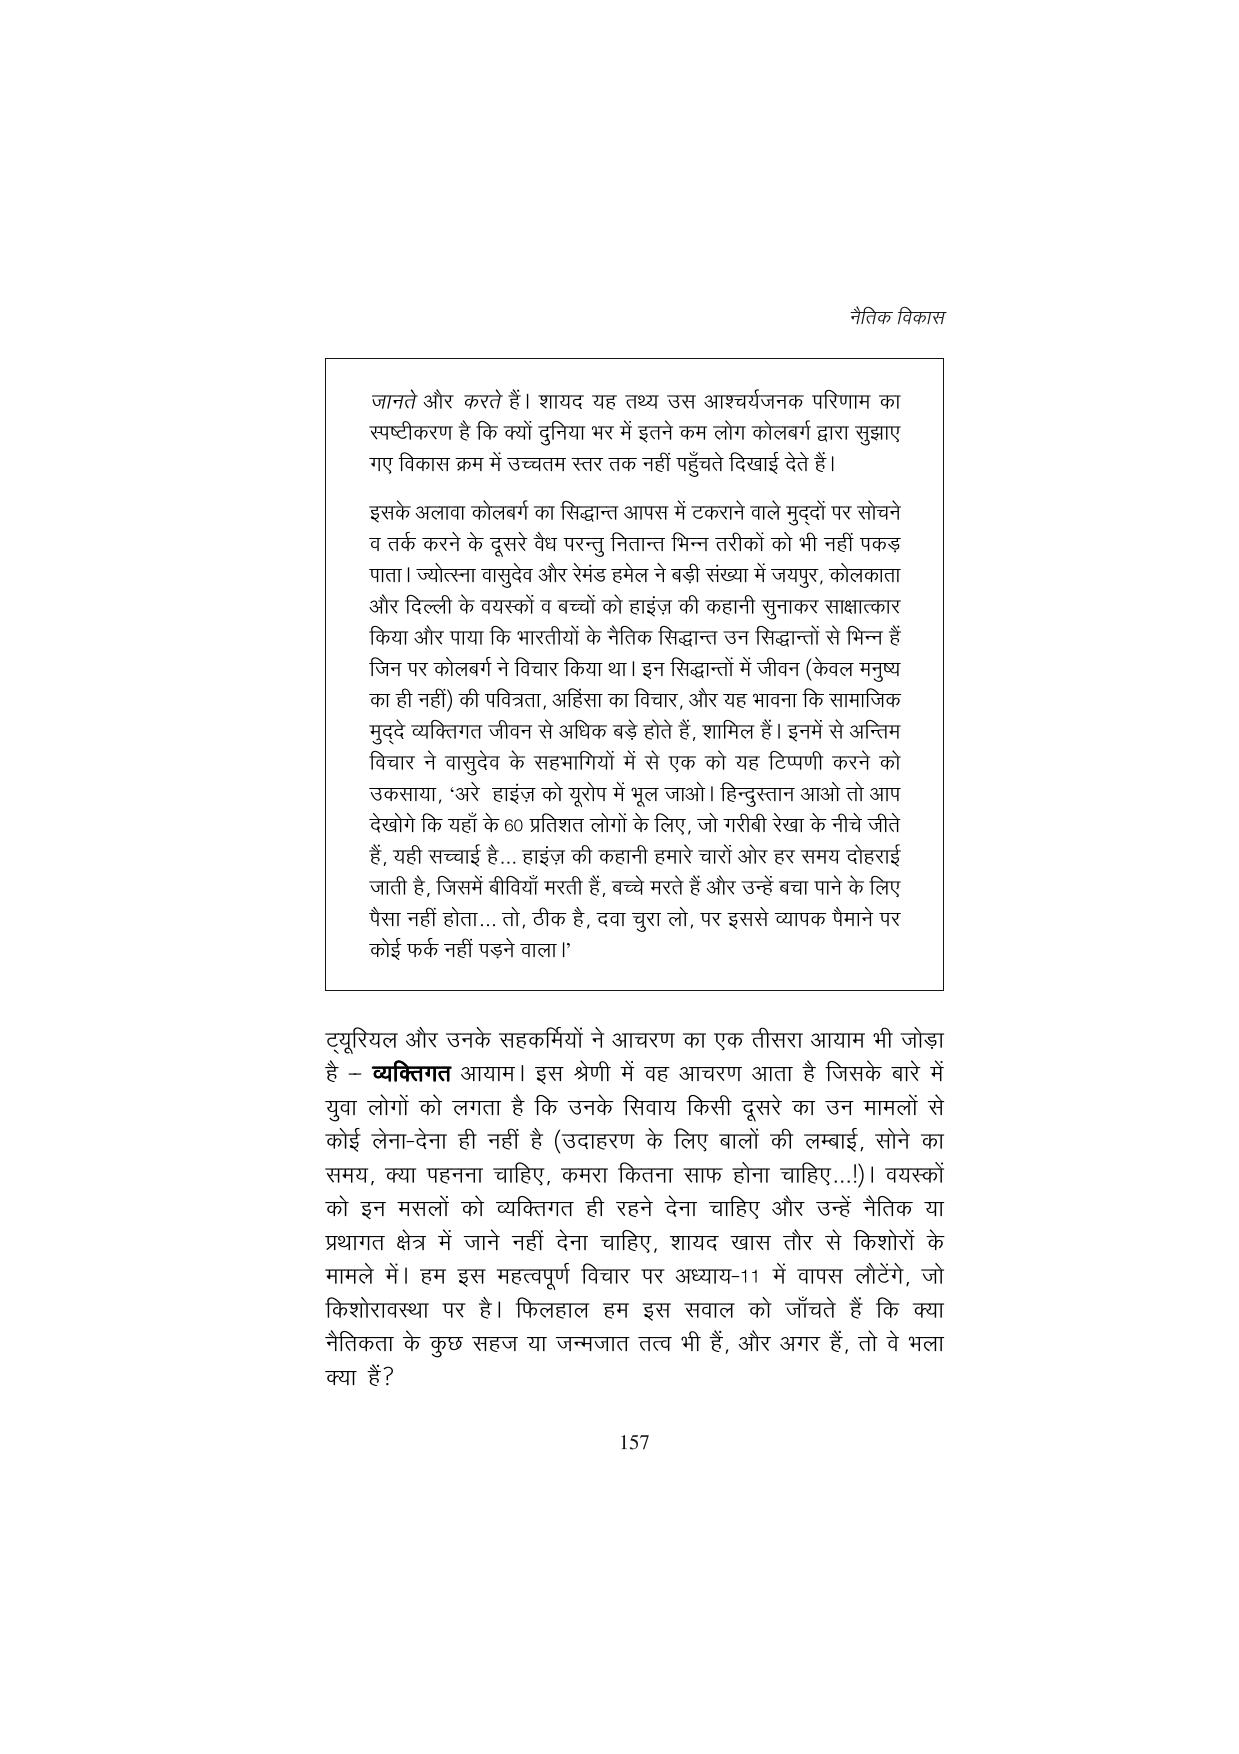 नैतिक विकास
जानते और करते हैं। शायद यह तथ्य उस आश्चर्यजनक परिणाम का
स्पष्टीकरण है कि क्यों दुनिया भर में इतने कम लोग कोलबर्ग द्वारा सुझाए
गए विकास क्रम में उच्चतम स्तर तक नहीं पहुँचते दिखाई देते हैं।
इसके अलावा कोलबर्ग का सिद्धान्त आपस में टकराने वाले मुद्दों पर सोचने
व तर्क करने के दूसरे वैध परन्तु नितान्त भिन्न तरीकों को भी नहीं पकड़
पाता। ज्योत्स्ना वासुदेव और रेमंड हमेल ने बड़ी संख्या में जयपुर, कोलकाता
और दिल्ली के वयस्कों व बच्चों को हाइंज़ की कहानी सुनाकर साक्षात्कार
किया और पाया कि भारतीयों के नैतिक सिद्धान्त उन सिद्धान्तों से भिन्न हैं
जिन पर कोलबर्ग ने विचार किया था। इन सिद्धान्तों में जीवन (केवल मनुष्य
का ही नहीं) की पवित्रता, अहिंसा का विचार, और यह भावना कि सामाजिक
मुद्दे व्यक्तिगत जीवन से अधिक बड़े होते हैं, शामिल हैं। इनमें से अन्तिम
विचार ने वासुदेव के सहभागियों में से एक को यह टिप्पणी करने को
उकसाया, ‘अरे हाइंज़ को यूरोप में भूल जाओ। हिन्दुस्तान आओ तो आप
देखोगे कि यहाँ के 60 प्रतिशत लोगों के लिए, जो गरीबी रेखा के नीचे जीते
हैं, यही सच्चाई है... हाइंज़ की कहानी हमारे चारों ओर हर समय दोहराई
जाती है, जिसमें बीवियाँ मरती हैं, बच्चे मरते हैं और उन्हें बचा पाने के लिए
पैसा नहीं होता... तो, ठीक है, दवा चुरा लो, पर इससे व्यापक पैमाने पर
कोई फर्क नहीं पड़ने वाला।’
ट्यूरियल और उनके सहकर्मियों ने आचरण का एक तीसरा आयाम भी जोड़ा
है – व्यक्तिगत आयाम। इस श्रेणी में वह आचरण आता है जिसके बारे में
युवा लोगों को लगता है कि उनके सिवाय किसी दूसरे का उन मामलों से
कोई लेना-देना ही नहीं है (उदाहरण के लिए बालों की लम्बाई, सोने का
समय, क्या पहनना चाहिए, कमरा कितना साफ होना चाहिए...!)। वयस्कों
को इन मसलों को व्यक्तिगत ही रहने देना चाहिए और उन्हें नैतिक या
प्रथागत क्षेत्र में जाने नहीं देना चाहिए, शायद खास तौर से किशोरों के
मामले में। हम इस महत्वपूर्ण विचार पर अध्याय-11 में वापस लौटेंगे, जो
किशोरावस्था पर है। फिलहाल हम इस सवाल को जाँचते हैं कि क्या
नैतिकता के कुछ सहज या जन्मजात तत्व भी हैं, और अगर हैं, तो वे भला
क्या हैं?
157